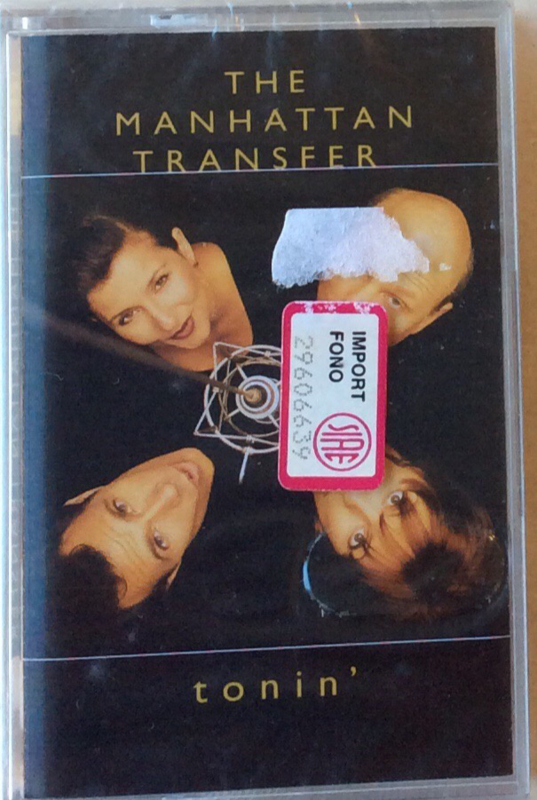 THE
MANHATTAN
TRANSFER
IMPORT
FONO
29606639
SIAE
tonin'